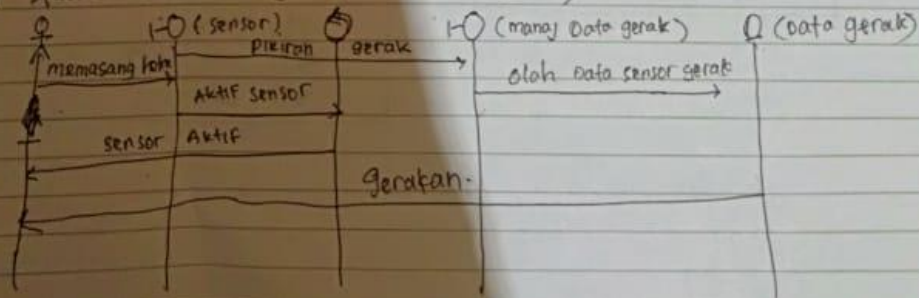 (sensor)
(manaj Data gerak)
(Data gerak)
Pikiran gerak
memasang
olah Data sensor gerak
Aktif sensor
sensor Aktif
Gerakan.